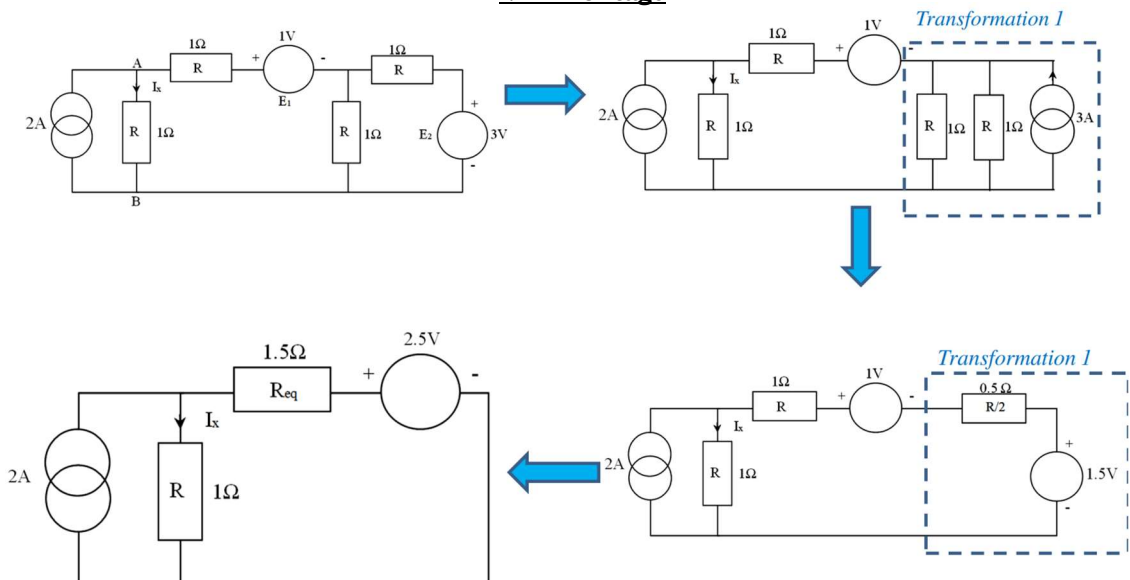 Transformation 1
1Ω
R
+
1V
-
E₁
1Ω
R
A
Iₓ
2A
R
1Ω
R
1Ω
E₂
+
3V
-
B
1Ω
R
+
1V
-
Iₓ
2A
R
1Ω
R
1Ω
R
1Ω
3A
1.5Ω
Req
+
2.5V
-
Iₓ
2A
R
1Ω
Transformation 1
1Ω
R
+
1V
-
0.5 Ω
R/2
Iₓ
2A
R
1Ω
+
1.5V
-